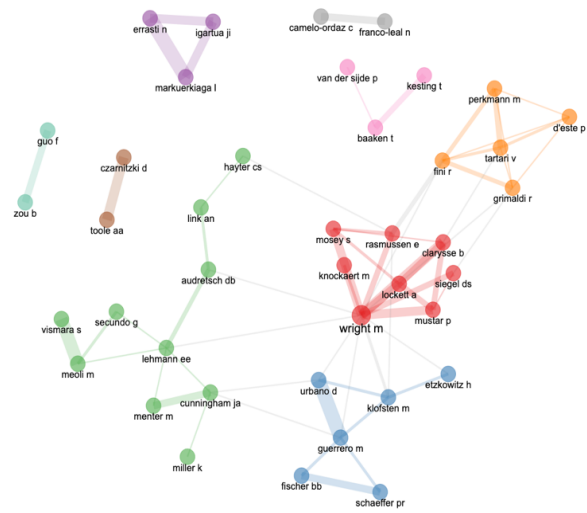 errasti n
igartua ji
markuerkiaga l
camelo-ordaz c
franco-leal n
van der sijde p
kesting t
baaken t
perkmann m
d'este p
tartari v
fini r
grimaldi r
guo f
zou b
czarnitzki d
toole aa
hayter cs
link an
audretsch db
mosey s
rasmussen e
clarysse b
knockaert m
siegel ds
lockett a
mustar p
wright m
vismara s
secundo g
lehmann ee
meoli m
menter m
cunningham ja
miller k
urbano d
etzkowitz h
klofsten m
guerrero m
fischer bb
schaeffer pr